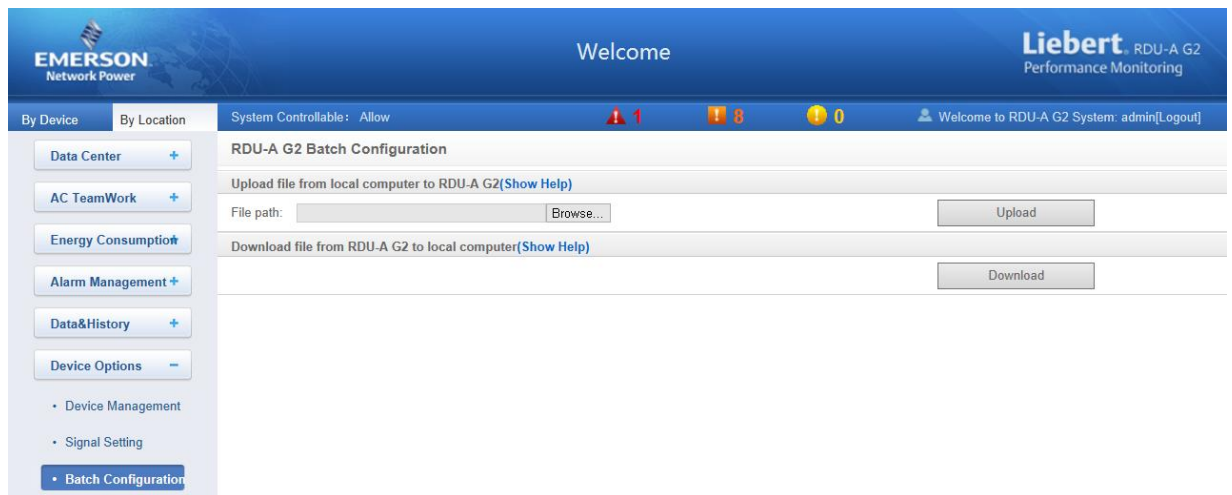 EMERSON
Network Power
Welcome
Liebert® RDU-A G2
Performance Monitoring
By Device By Location System Controllable: Allow 1 8 0 Welcome to RDU-A G2 System: admin[Logout]
Data Center +
AC TeamWork +
Energy Consumption+
Alarm Management +
Data&History +
Device Options −
• Device Management
• Signal Setting
• Batch Configuration
RDU-A G2 Batch Configuration
Upload file from local computer to RDU-A G2(Show Help)
File path: Browse... Upload
Download file from RDU-A G2 to local computer(Show Help)
Download